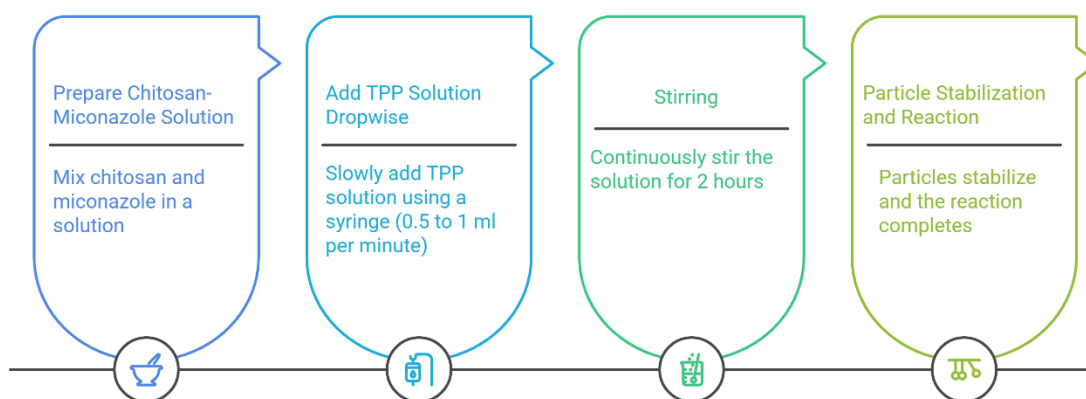 Prepare Chitosan-
Miconazole Solution
Mix chitosan and
miconazole in a
solution
Add TPP Solution
Dropwise
Slowly add TPP
solution using a
syringe (0.5 to 1 ml
per minute)
Stirring
Continuously stir the
solution for 2 hours
Particle Stabilization
and Reaction
Particles stabilize
and the reaction
completes